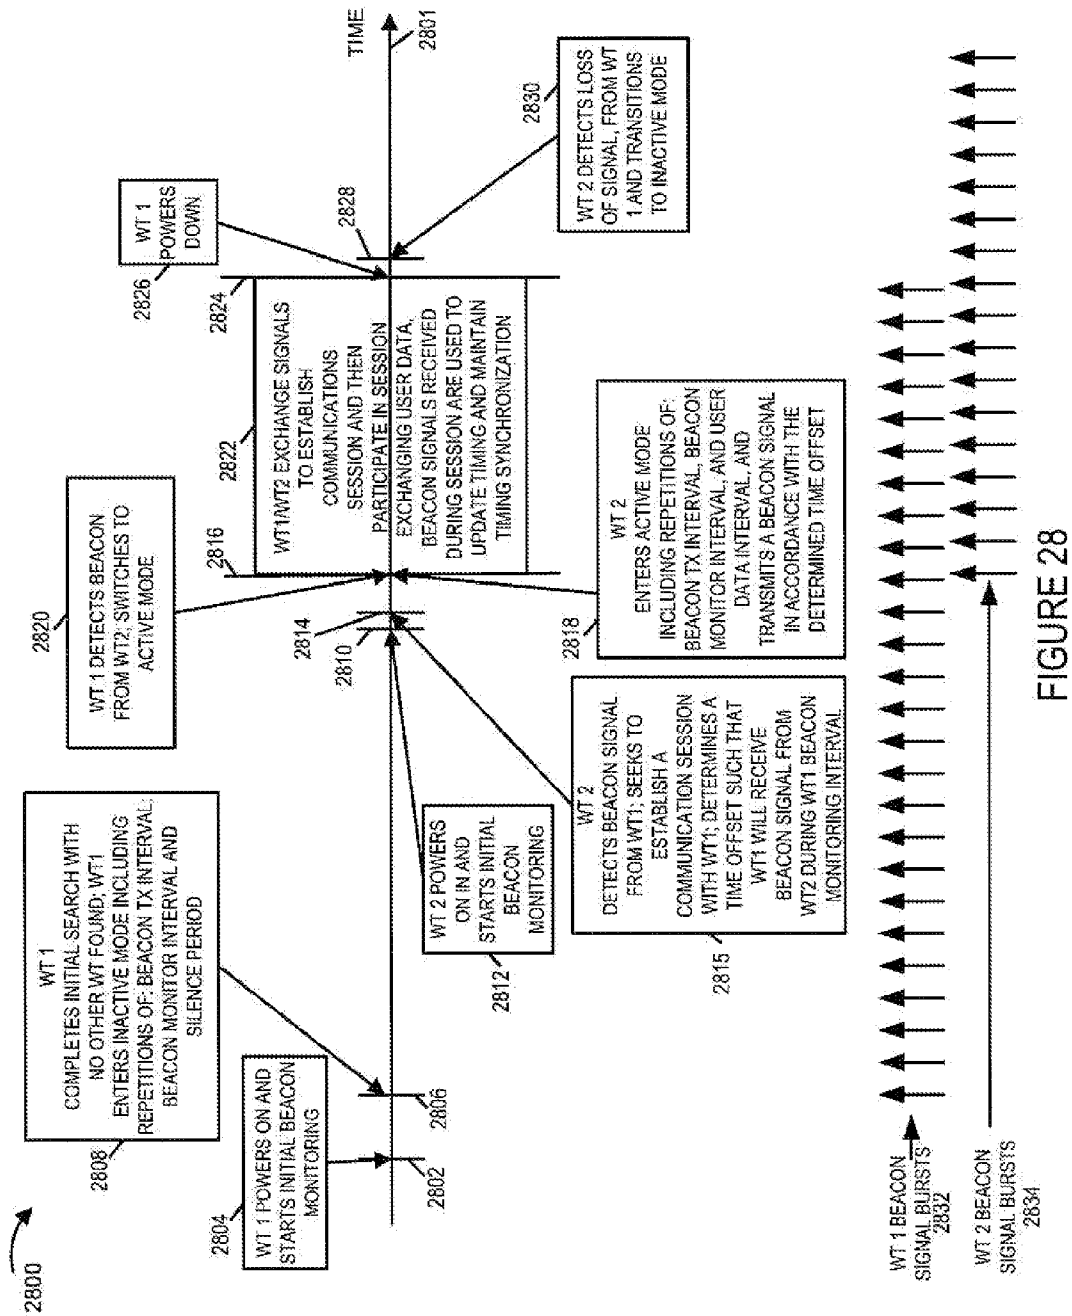 2800
2804
WT 1 POWERS ON AND
STARTS INITIAL BEACON
MONITORING
2802
2808
WT 1
COMPLETES INITIAL SEARCH WITH
NO OTHER WT FOUND; WT1
ENTERS INACTIVE MODE INCLUDING
REPETITIONS OF: BEACON TX INTERVAL;
BEACON MONITOR INTERVAL AND
SILENCE PERIOD
2806
2812
WT 2 POWERS
ON IN AND
STARTS INITIAL
BEACON
MONITORING
2810
2814
2815
WT 2
DETECTS BEACON SIGNAL
FROM WT1; SEEKS TO
ESTABLISH A
COMMUNICATION SESSION
WITH WT1; DETERMINES A
TIME OFFSET SUCH THAT
WT1 WILL RECEIVE
BEACON SIGNAL FROM
WT2 DURING WT1 BEACON
MONITORING INTERVAL
2820
WT 1 DETECTS BEACON
FROM WT2; SWITCHES TO
ACTIVE MODE
2816
2818
WT 2
ENTERS ACTIVE MODE
INCLUDING REPETITIONS OF:
BEACON TX INTERVAL, BEACON
MONITOR INTERVAL, AND USER
DATA INTERVAL, AND
TRANSMITS A BEACON SIGNAL
IN ACCORDANCE WITH THE
DETERMINED TIME OFFSET
2822
WT1/WT2 EXCHANGE SIGNALS
TO ESTABLISH
COMMUNICATIONS
SESSION AND THEN
PARTICIPATE IN SESSION
EXCHANGING USER DATA,
BEACON SIGNALS RECEIVED
DURING SESSION ARE USED TO
UPDATE TIMING AND MAINTAIN
TIMING SYNCHRONIZATION
2824
2826
WT 1
POWERS
DOWN
2828
2830
WT 2 DETECTS LOSS
OF SIGNAL, FROM WT
1 AND TRANSITIONS
TO INACTIVE MODE
TIME
2801
WT 1 BEACON
SIGNAL BURSTS
2832
WT 2 BEACON
SIGNAL BURSTS
2834
FIGURE 28